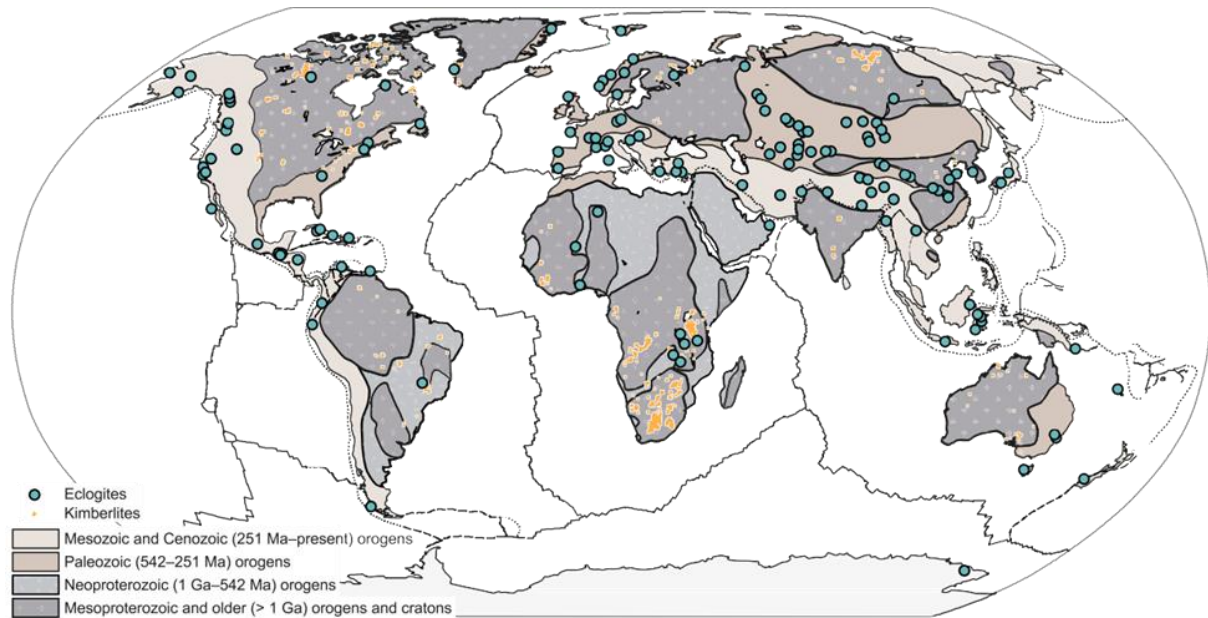 Eclogites
Kimberlites
Mesozoic and Cenozoic (251 Ma–present) orogens
Paleozoic (542–251 Ma) orogens
Neoproterozoic (1 Ga–542 Ma) orogens
Mesoproterozoic and older (> 1 Ga) orogens and cratons